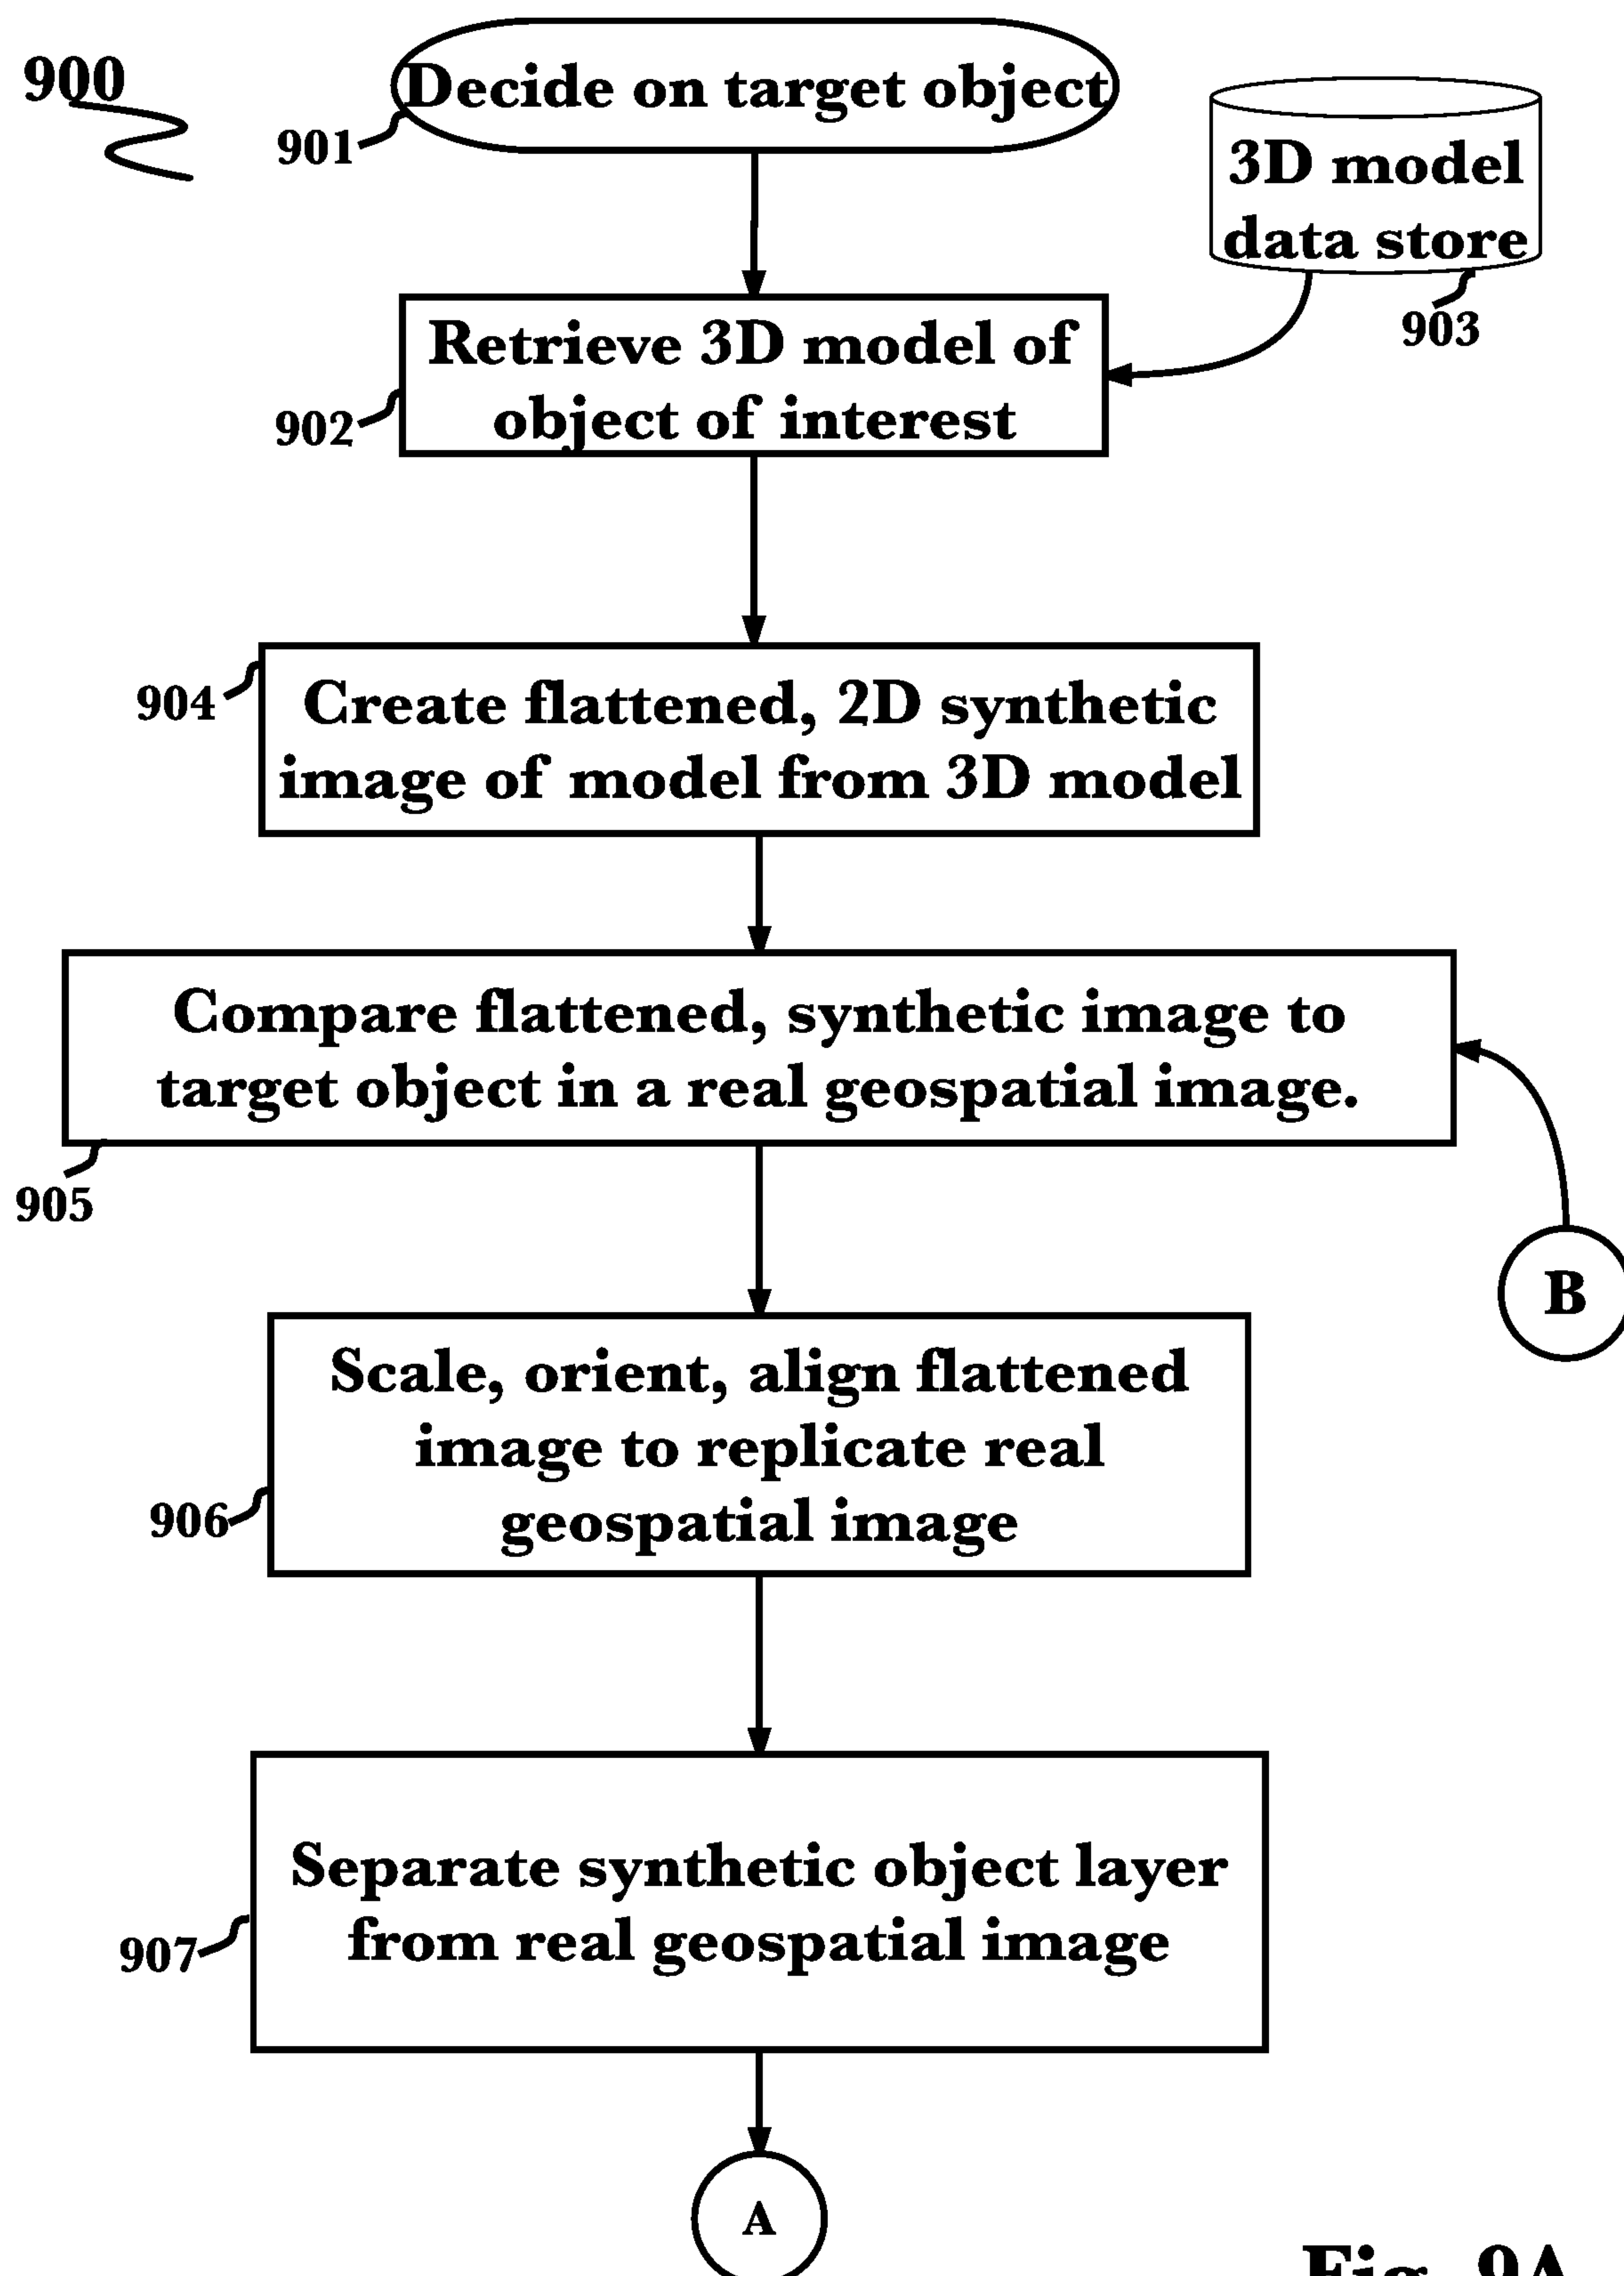 900
Decide on target object
901
3D model
data store
903
Retrieve 3D model of
object of interest
902
904
Create flattened, 2D synthetic
image of model from 3D model
Compare flattened, synthetic image to
target object in a real geospatial image.
905
B
Scale, orient, align flattened
image to replicate real
geospatial image
906
Separate synthetic object layer
from real geospatial image
907
A
Fig. 9A